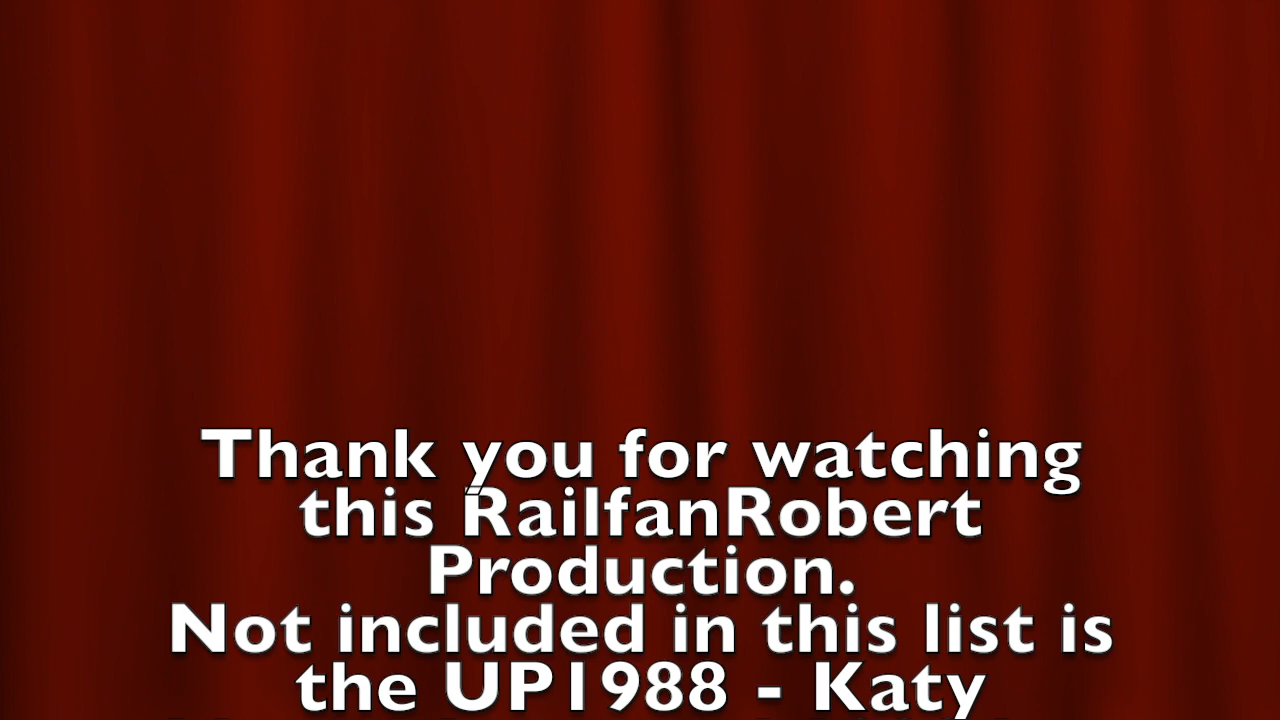 Thank you for watching
this RailfanRobert
Production.
Not included in this list is
the UP1988 - Katy